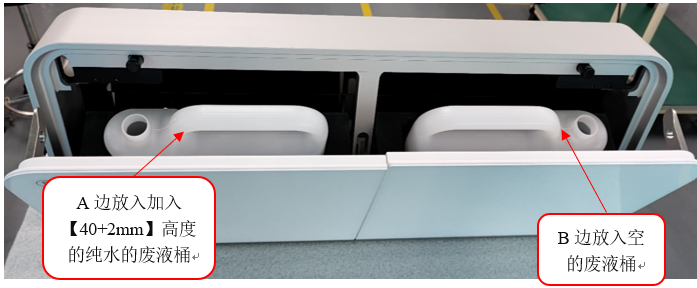 A 边放入加入
【40+2mm】高度
的纯水的废液桶
B 边放入空
的废液桶